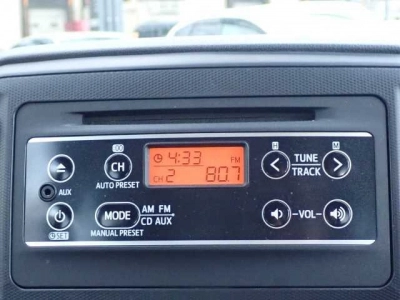 4:33 FM
CH 2 80.7
CH
AUTO PRESET
AUX
MODE
AM FM
CD AUX
MANUAL PRESET
SET
H M
TUNE
TRACK
VOL